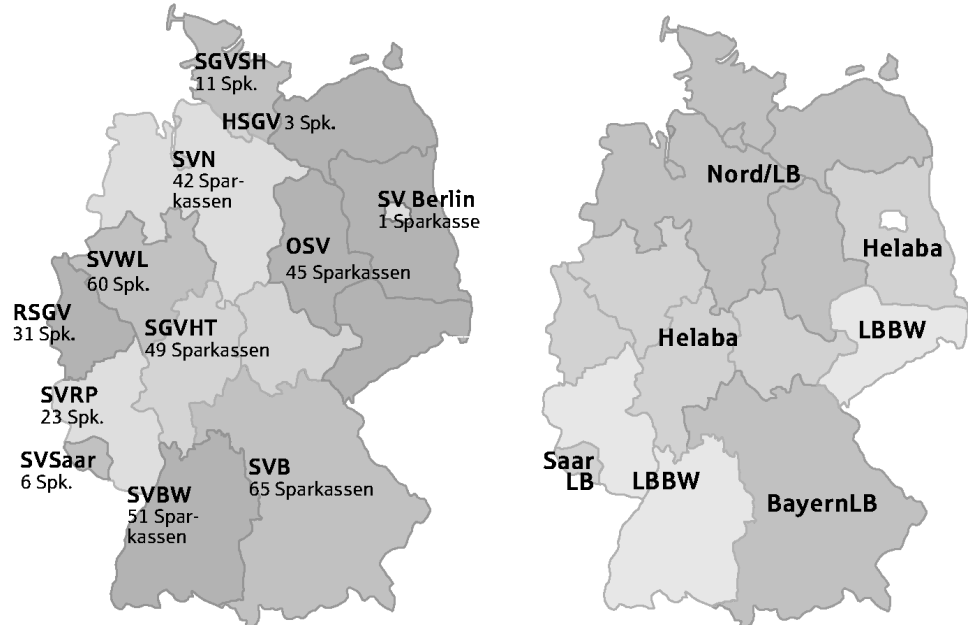 SGVSH
11 Spk.
HSGV 3 Spk.
SVN
42 Spar-
kassen
SV Berlin
1 Sparkasse
OSV
45 Sparkassen
SVWL
60 Spk.
RSGV
31 Spk.
SGVHT
49 Sparkassen
SVRP
23 Spk.
SVSaar
6 Spk.
SVB
65 Sparkassen
SVBW
51 Spar-
kassen
Nord/LB
Helaba
LBBW
Helaba
Saar
LB
LBBW
BayernLB